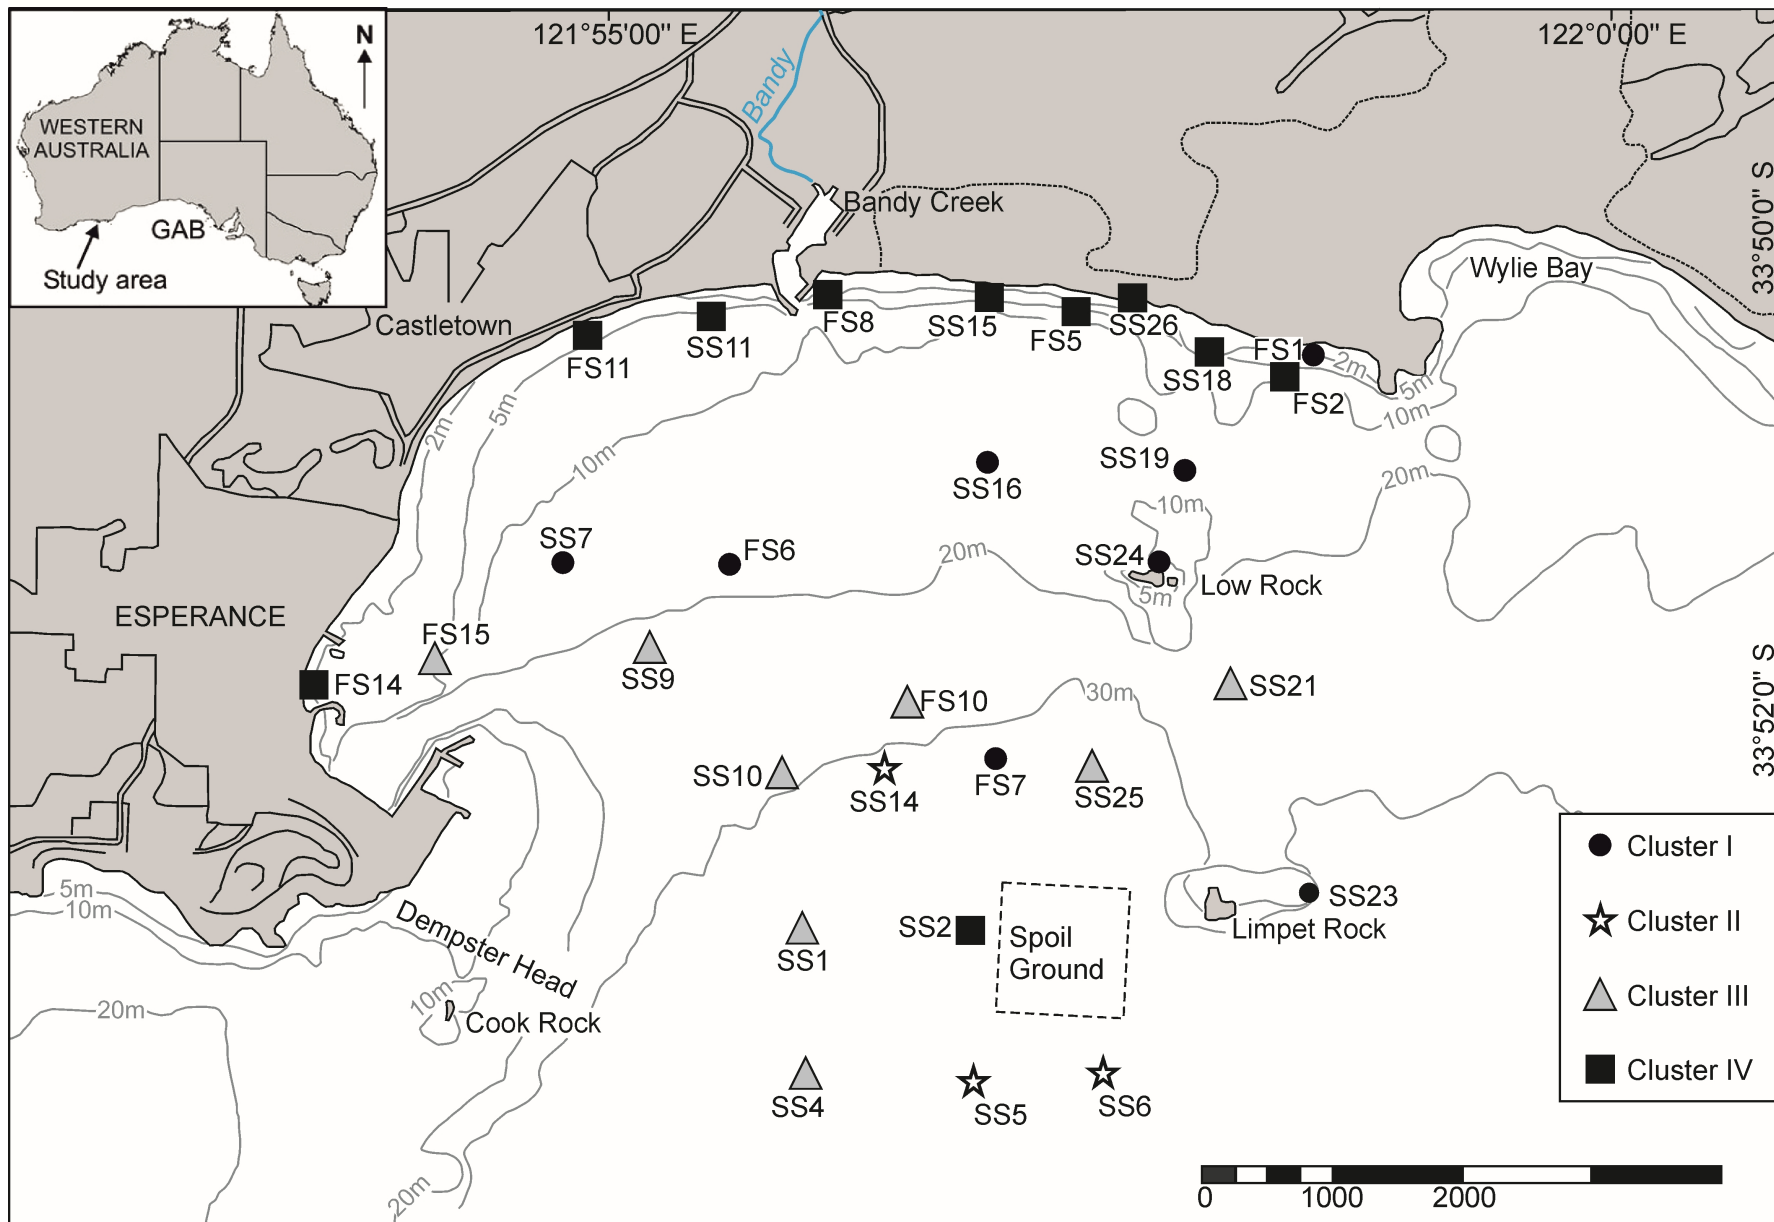 121°55'00" E
122°0'00" E
N
WESTERN
AUSTRALIA
GAB
Study area
Bandy
Bandy Creek
33°50'0" S
Wylie Bay
Castletown
FS8
SS15
FS5
SS26
FS11
SS11
SS18
FS1
2m
FS2
5m
10m
2m
5m
10m
SS19
SS16
20m
10m
SS7
FS6
20m
SS24
Low Rock
5m
ESPERANCE
FS15
FS14
SS9
FS10
30m
SS21
33°52'0" S
SS10
SS14
FS7
SS25
Cluster I
5m
10m
SS23
Limpet Rock
Cluster II
Dempster Head
SS1
SS2
Spoil
Ground
10m
Cook Rock
20m
Cluster III
Cluster IV
SS4
SS5
SS6
20m
0
1000
2000